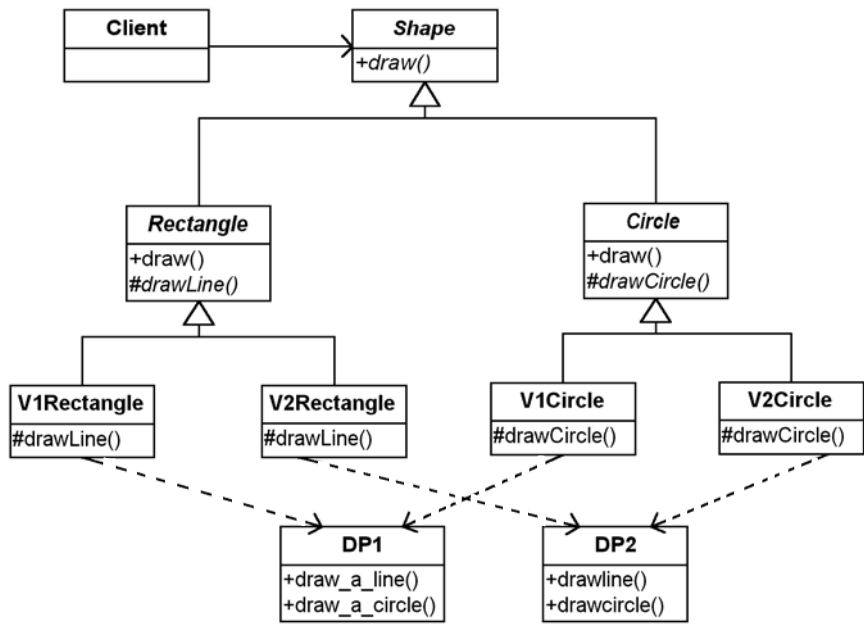 Client
Shape
+draw()
Rectangle
+draw()
#drawLine()
Circle
+draw()
#drawCircle()
V1Rectangle
#drawLine()
V2Rectangle
#drawLine()
V1Circle
#drawCircle()
V2Circle
#drawCircle()
DP1
+draw_a_line()
+draw_a_circle()
DP2
+drawline()
+drawcircle()